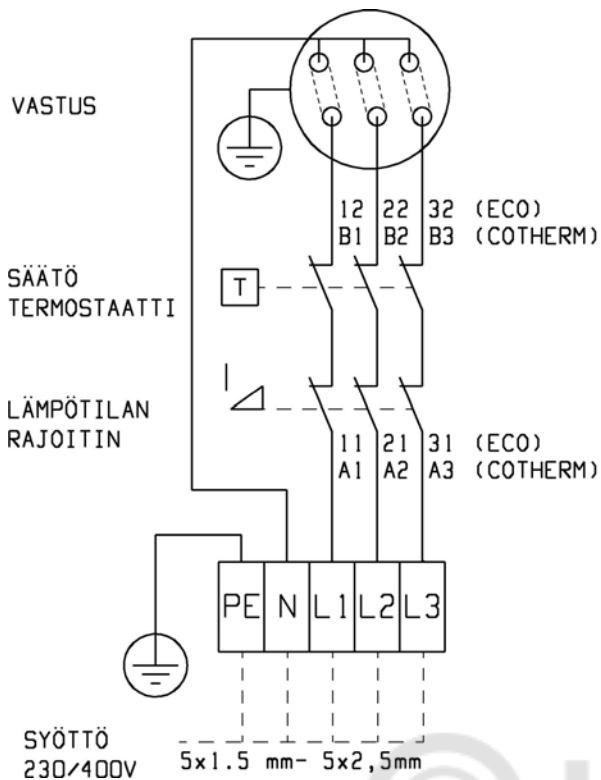 VASTUS
12 22 32 (ECO)
B1 B2 B3 (COTHERM)
SÄÄTÖ
TERMOSTAATTI
T
LÄMPÖTILAN
RAJOITIN
11 21 31 (ECO)
A1 A2 A3 (COTHERM)
PE N L1 L2 L3
SYÖTTÖ
230/400V
5x1.5 mm- 5x2,5mm